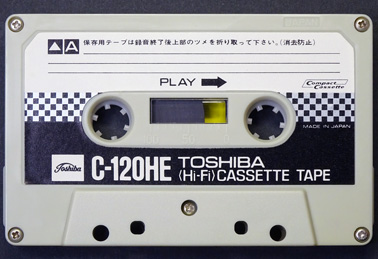 A 保存用テープは録音終了後上部のツメを折り取って下さい。(消去防止)
PLAY
Compact Cassette
MADE IN JAPAN
Toshiba
C-120HE TOSHIBA
(Hi-Fi) CASSETTE TAPE